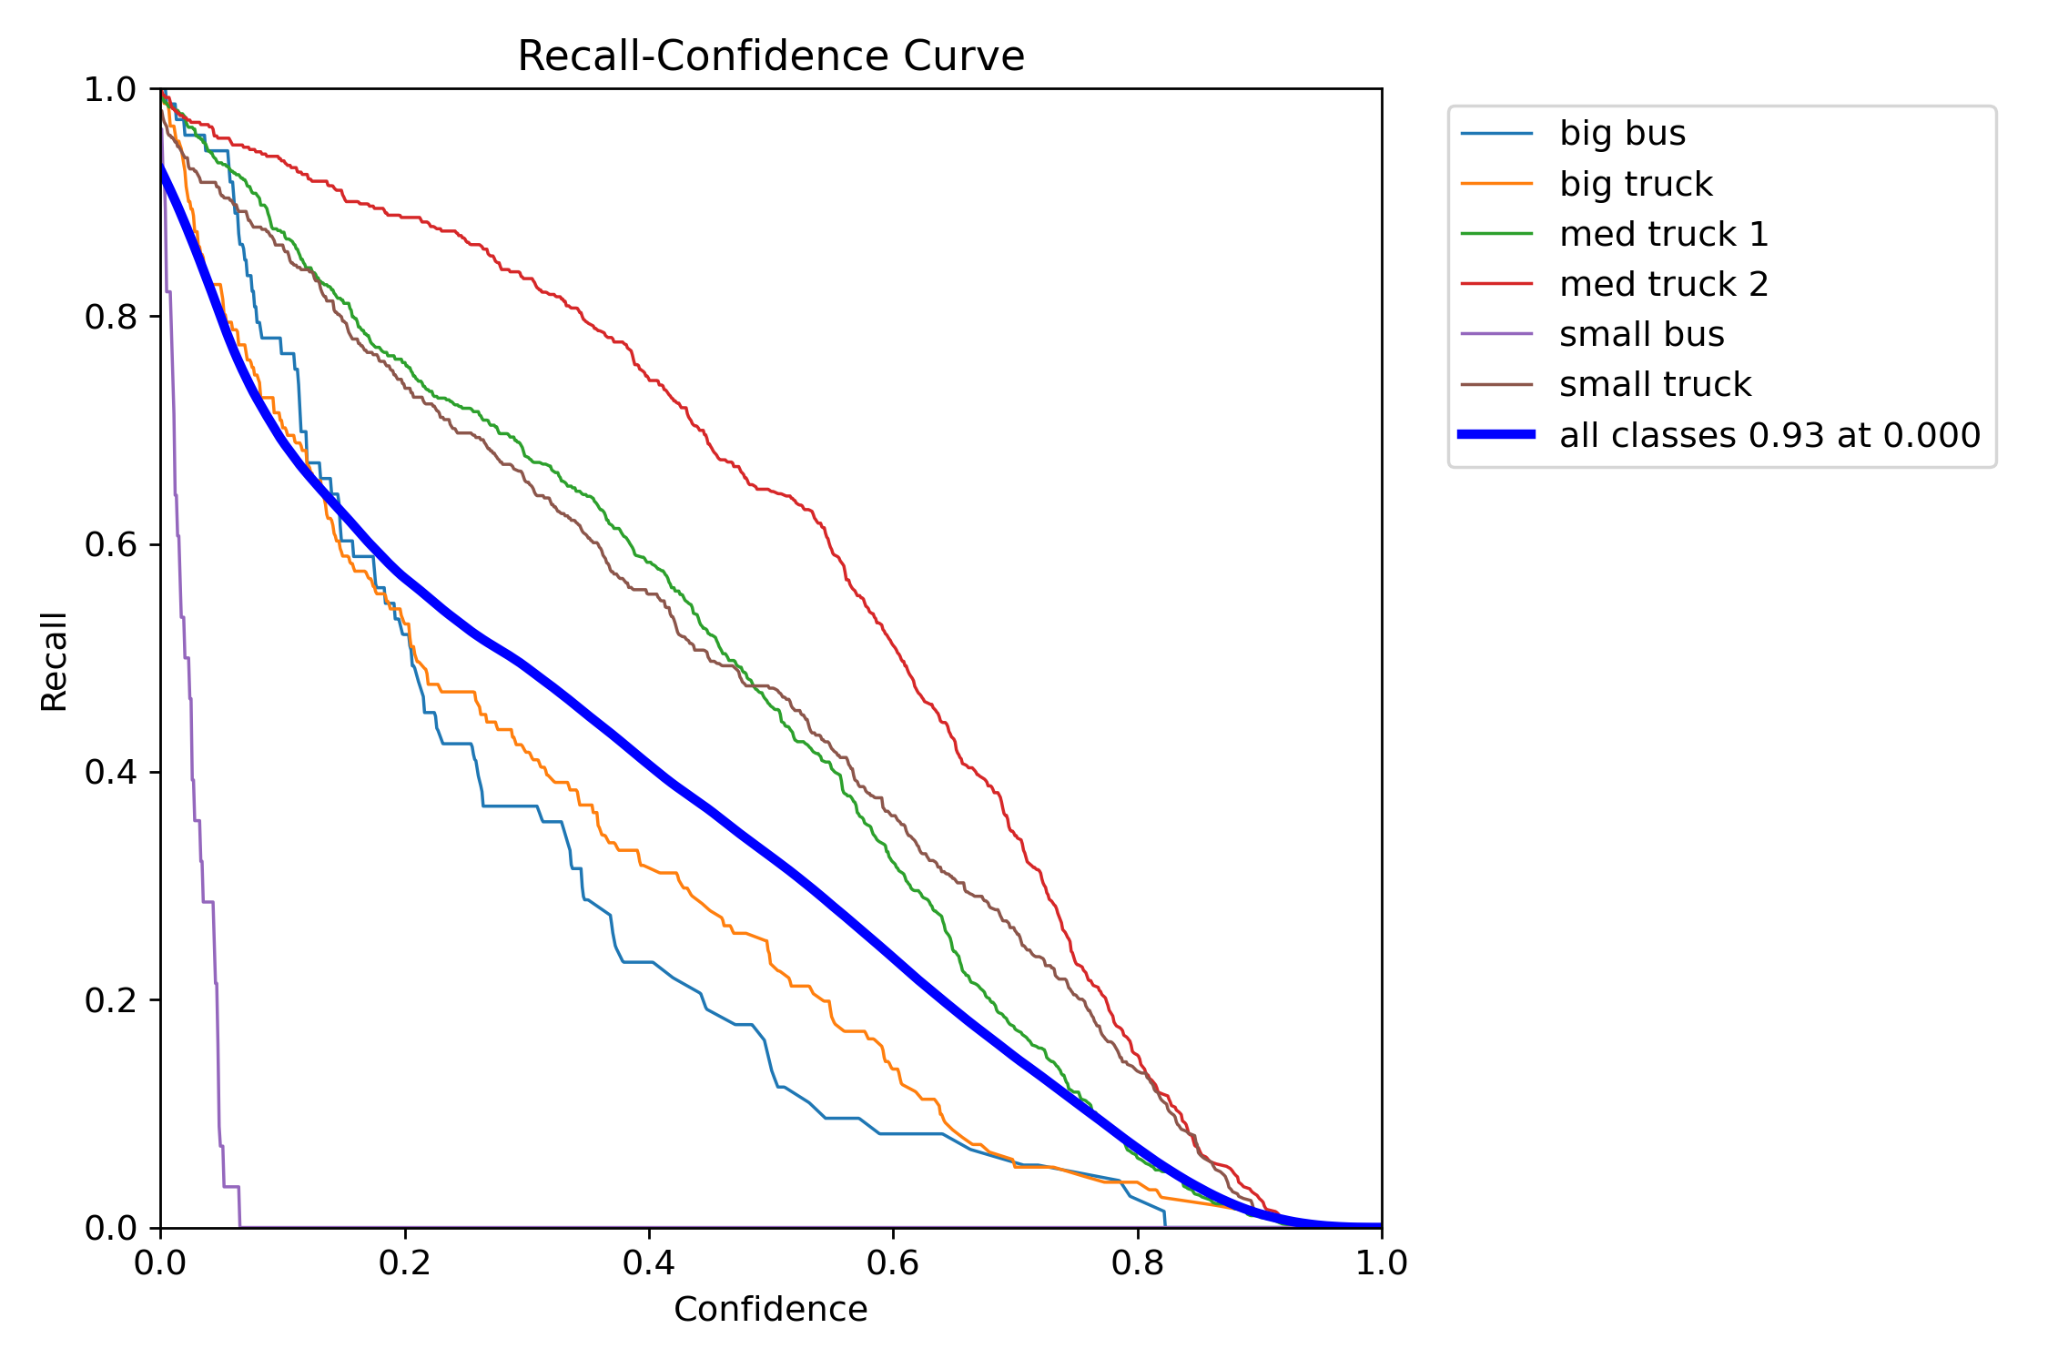 Recall-Confidence Curve
1.0
0.8
0.6
0.4
0.2
0.0
Recall
0.0 0.2 0.4 0.6 0.8 1.0
Confidence
big bus
big truck
med truck 1
med truck 2
small bus
small truck
all classes 0.93 at 0.000